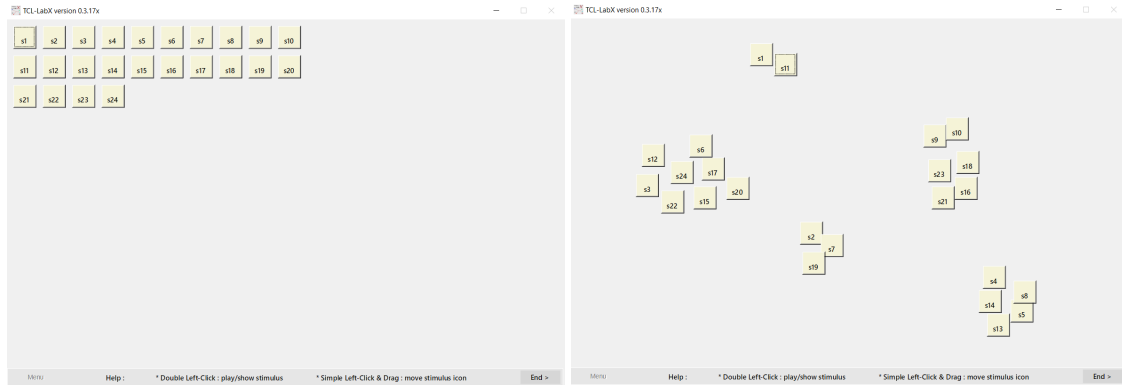 TCL-LabX version 0.3.17x
s1 s2 s3 s4 s5 s6 s7 s8 s9 s10
s11 s12 s13 s14 s15 s16 s17 s18 s19 s20
s21 s22 s23 s24
Menu Help : * Double Left-Click : play/show stimulus * Simple Left-Click & Drag : move stimulus icon End >
TCL-LabX version 0.3.17x
s1
s11
s10
s9
s6
s12
s18
s17
s23
s24
s3
s16
s20
s15
s21
s22
s2
s7
s19
s4
s8
s14
s5
s13
Menu Help : * Double Left-Click : play/show stimulus * Simple Left-Click & Drag : move stimulus icon End >